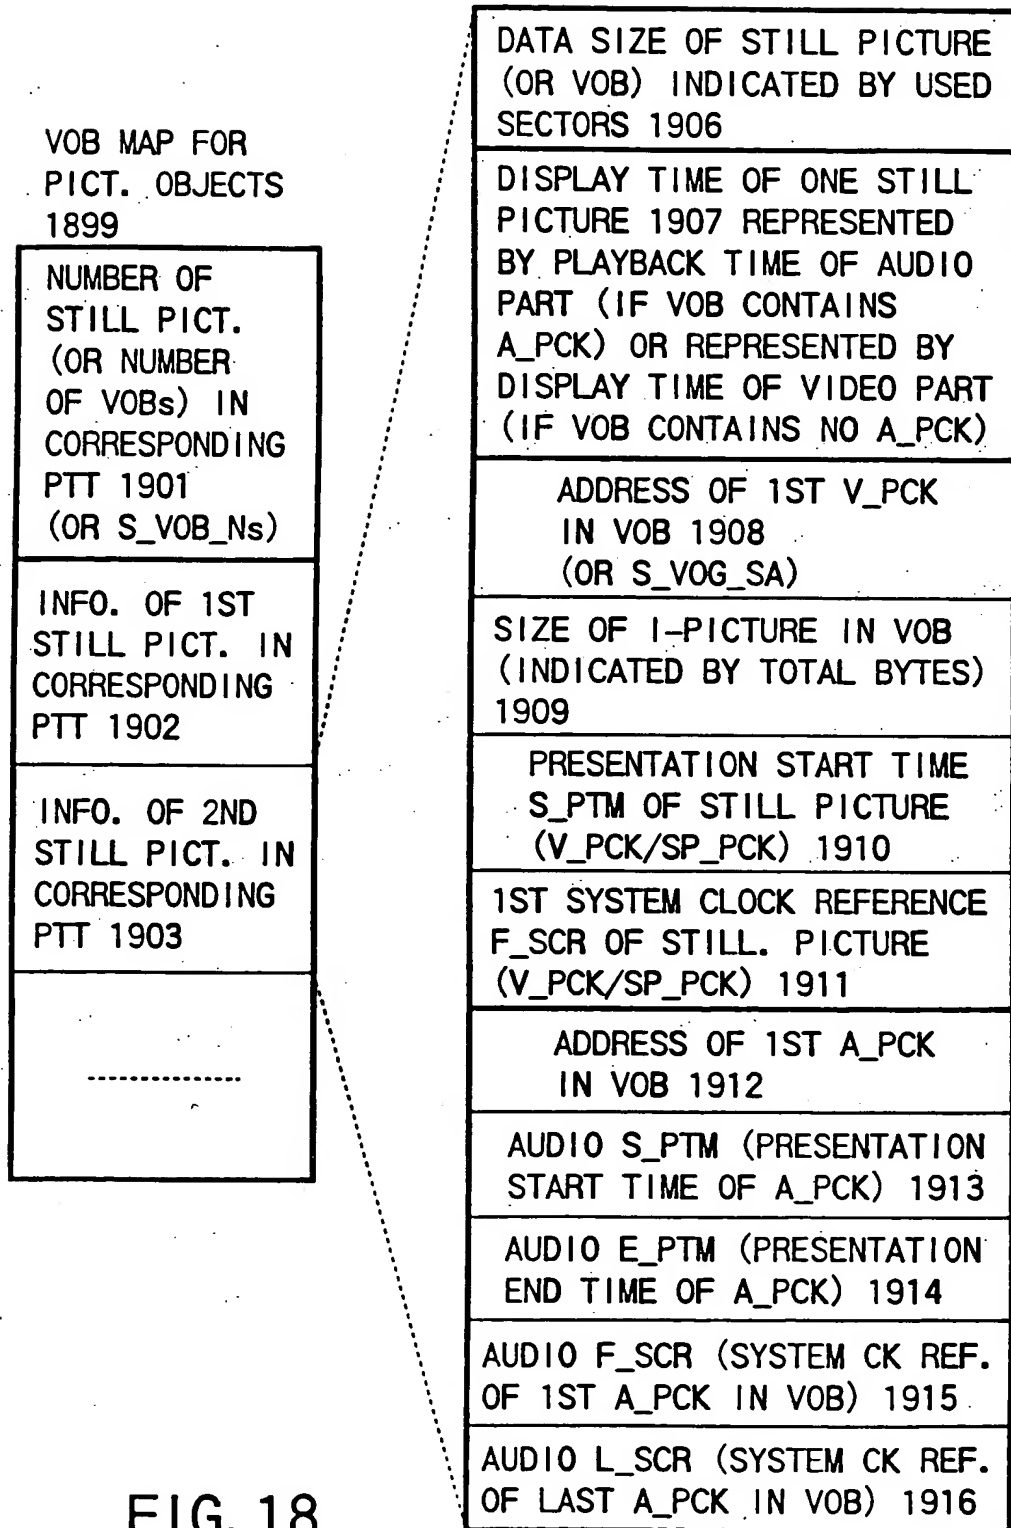 VOB MAP FOR
PICT. OBJECTS
1899
NUMBER OF
STILL PICT.
(OR NUMBER
OF VOBs) IN
CORRESPONDING
PTT 1901
(OR S_VOB_Ns)
INFO. OF 1ST
STILL PICT. IN
CORRESPONDING
PTT 1902
INFO. OF 2ND
STILL PICT. IN
CORRESPONDING
PTT 1903
DATA SIZE OF STILL PICTURE
(OR VOB) INDICATED BY USED
SECTORS 1906
DISPLAY TIME OF ONE STILL
PICTURE 1907 REPRESENTED
BY PLAYBACK TIME OF AUDIO
PART (IF VOB CONTAINS
A_PCK) OR REPRESENTED BY
DISPLAY TIME OF VIDEO PART
(IF VOB CONTAINS NO A_PCK)
ADDRESS OF 1ST V_PCK
IN VOB 1908
(OR S_VOG_SA)
SIZE OF I-PICTURE IN VOB
(INDICATED BY TOTAL BYTES)
1909
PRESENTATION START TIME
S_PTM OF STILL PICTURE
(V_PCK/SP_PCK) 1910
1ST SYSTEM CLOCK REFERENCE
F_SCR OF STILL. PICTURE
(V_PCK/SP_PCK) 1911
ADDRESS OF 1ST A_PCK
IN VOB 1912
AUDIO S_PTM (PRESENTATION
START TIME OF A_PCK) 1913
AUDIO E_PTM (PRESENTATION
END TIME OF A_PCK) 1914
AUDIO F_SCR (SYSTEM CK REF.
OF 1ST A_PCK IN VOB) 1915
AUDIO L_SCR (SYSTEM CK REF.
OF LAST A_PCK IN VOB) 1916
FIG. 18